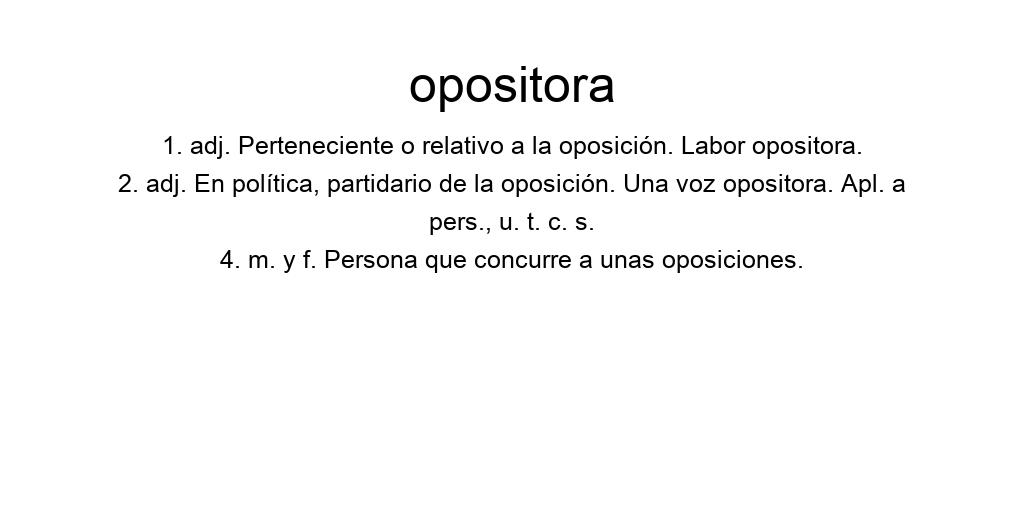 opositora
1. adj. Perteneciente o relativo a la oposición. Labor opositora.
2. adj. En política, partidario de la oposición. Una voz opositora. Apl. a
pers., u. t. c. s.
4. m. y f. Persona que concurre a unas oposiciones.